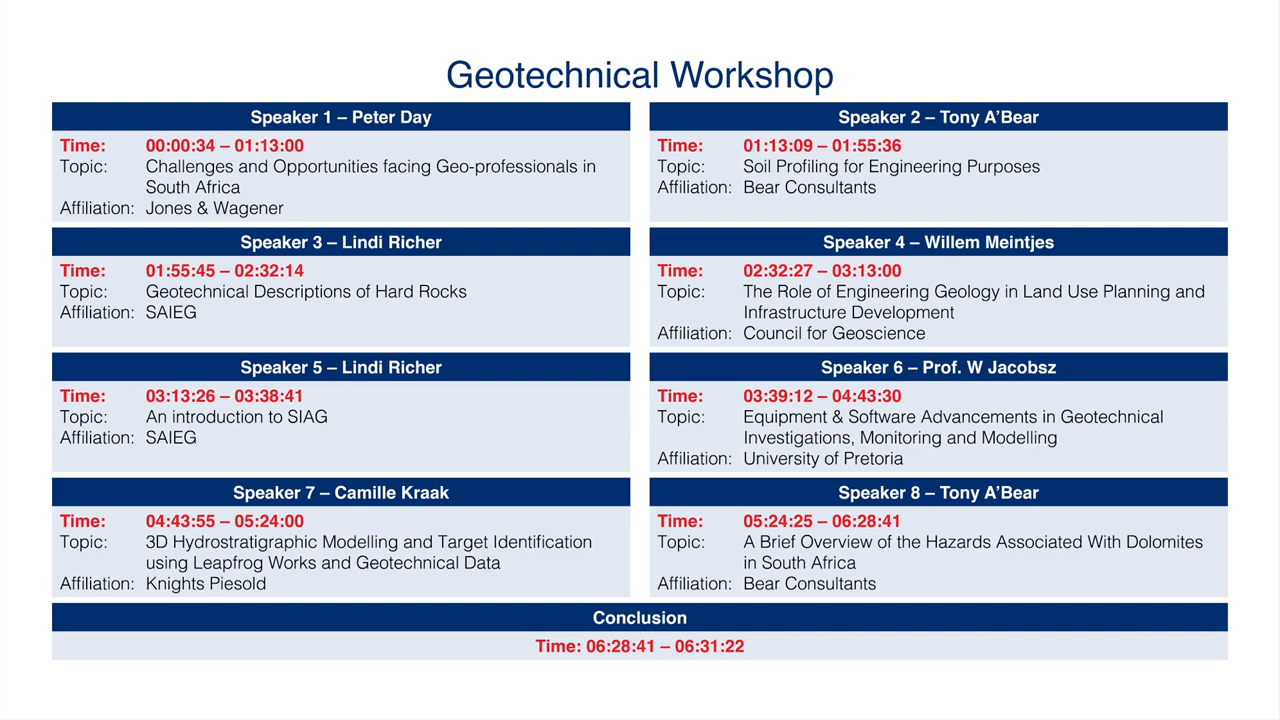 Geotechnical Workshop
Speaker 1 – Peter Day
Time: 00:00:34 – 01:13:00
Topic: Challenges and Opportunities facing Geo-professionals in
South Africa
Affiliation: Jones & Wagener
Speaker 2 – Tony A’Bear
Time: 01:13:09 – 01:55:36
Topic: Soil Profiling for Engineering Purposes
Affiliation: Bear Consultants
Speaker 3 – Lindi Richer
Time: 01:55:45 – 02:32:14
Topic: Geotechnical Descriptions of Hard Rocks
Affiliation: SAIEG
Speaker 4 – Willem Meintjes
Time: 02:32:27 – 03:13:00
Topic: The Role of Engineering Geology in Land Use Planning and
Infrastructure Development
Affiliation: Council for Geoscience
Speaker 5 – Lindi Richer
Time: 03:13:26 – 03:38:41
Topic: An introduction to SIAG
Affiliation: SAIEG
Speaker 6 – Prof. W Jacobsz
Time: 03:39:12 – 04:43:30
Topic: Equipment & Software Advancements in Geotechnical
Investigations, Monitoring and Modelling
Affiliation: University of Pretoria
Speaker 7 – Camille Kraak
Time: 04:43:55 – 05:24:00
Topic: 3D Hydrostratigraphic Modelling and Target Identification
using Leapfrog Works and Geotechnical Data
Affiliation: Knights Piesold
Speaker 8 – Tony A’Bear
Time: 05:24:25 – 06:28:41
Topic: A Brief Overview of the Hazards Associated With Dolomites
in South Africa
Affiliation: Bear Consultants
Conclusion
Time: 06:28:41 – 06:31:22